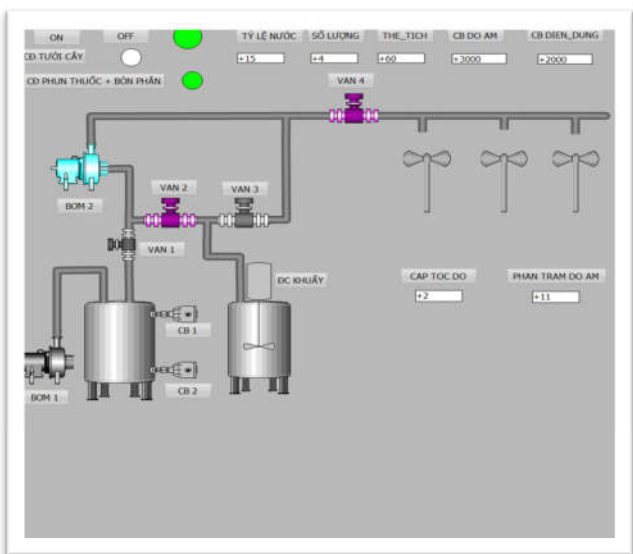 ON OFF TỶ LỆ NƯỚC SỐ LƯỢNG THE_TICH CB DO AM CB DIEN_DUNG
+15 +4 +60 +3000 +2000
CĐ TƯỚI CÂY
CĐ PHUN THUỐC + BÓN PHÂN
VAN 4
VAN 2 VAN 3
BOM 2
VAN 1
ĐC KHUẤY
CAP TOC DO PHAN TRAM DO AM
+2 +11
CB 1
CB 2
BOM 1